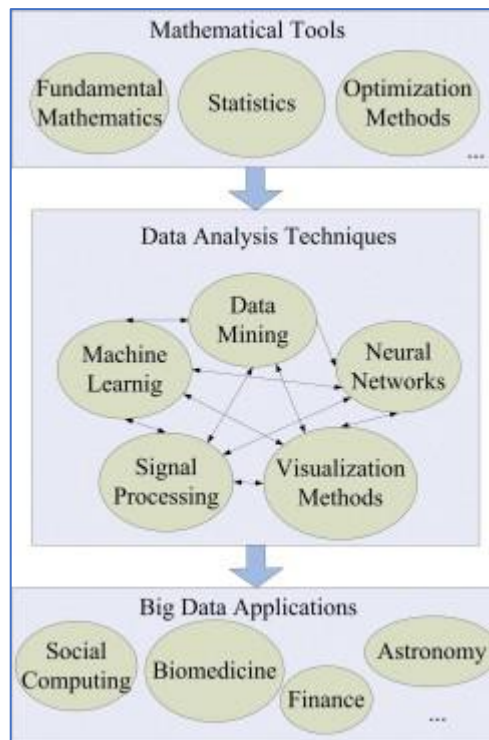 Mathematical Tools
Fundamental
Mathematics
Statistics
Optimization
Methods
...
Data Analysis Techniques
Data
Mining
Machine
Learnig
Neural
Networks
Signal
Processing
Visualization
Methods
Big Data Applications
Social
Computing
Biomedicine
Finance
Astronomy
...